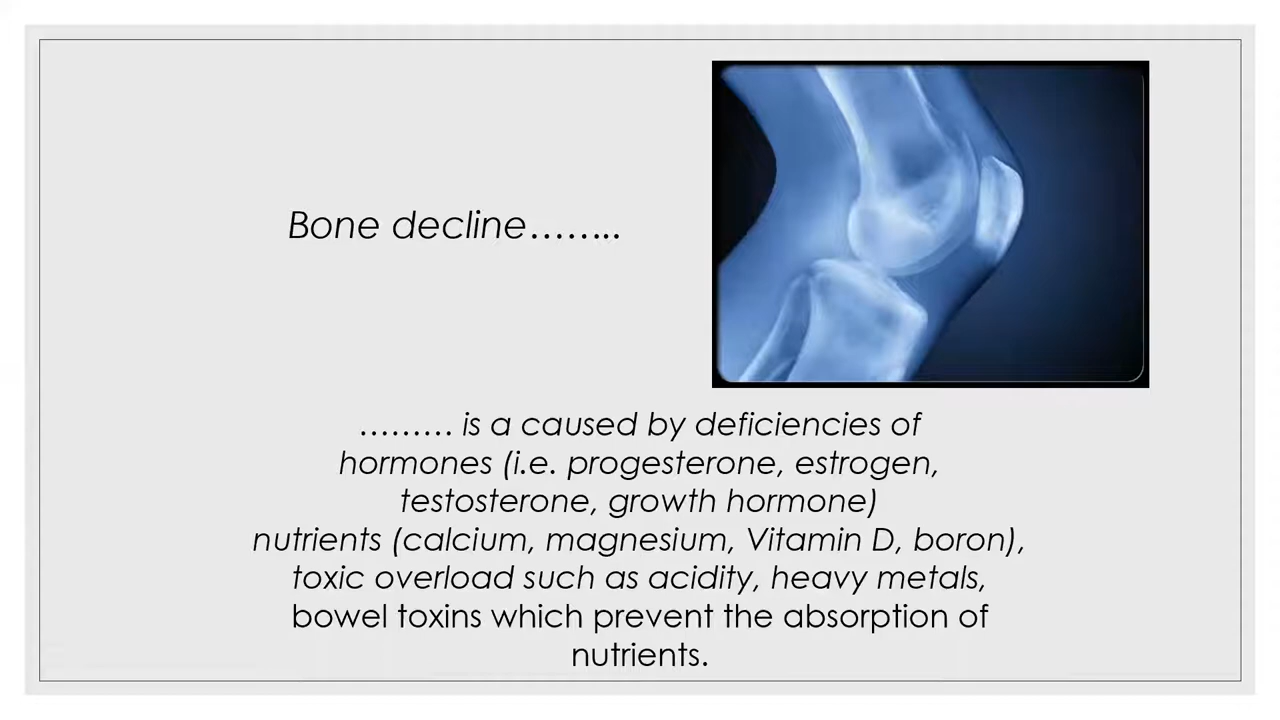 Bone decline……..
……… is a caused by deficiencies of
hormones (i.e. progesterone, estrogen,
testosterone, growth hormone)
nutrients (calcium, magnesium, Vitamin D, boron),
toxic overload such as acidity, heavy metals,
bowel toxins which prevent the absorption of
nutrients.